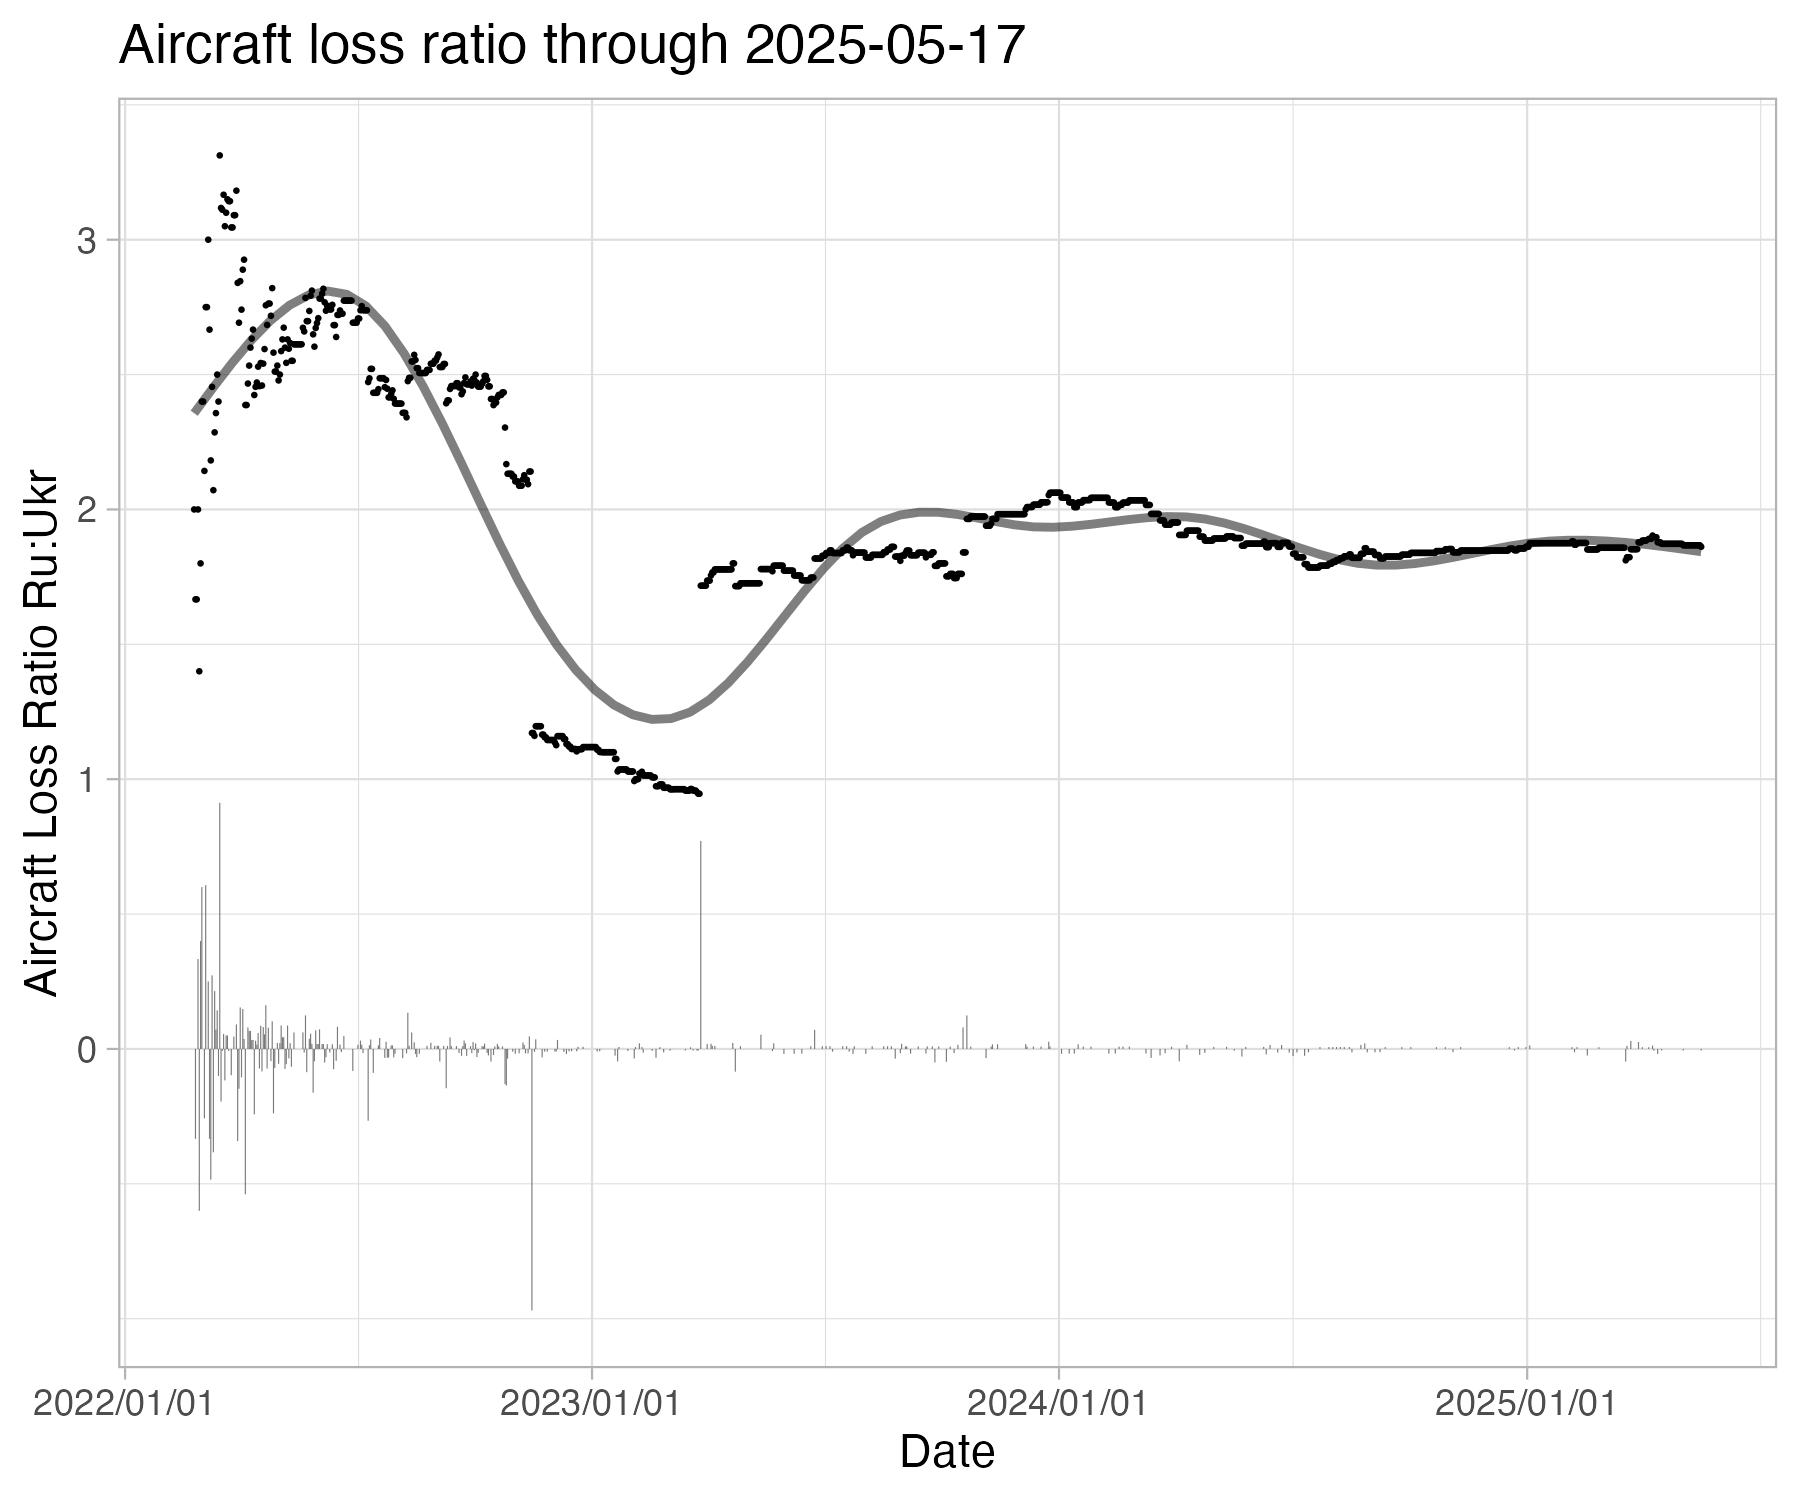 Aircraft loss ratio through 2025-05-17
Aircraft Loss Ratio Ru:Ukr
3
2
1
0
2022/01/01
2023/01/01
2024/01/01
2025/01/01
Date